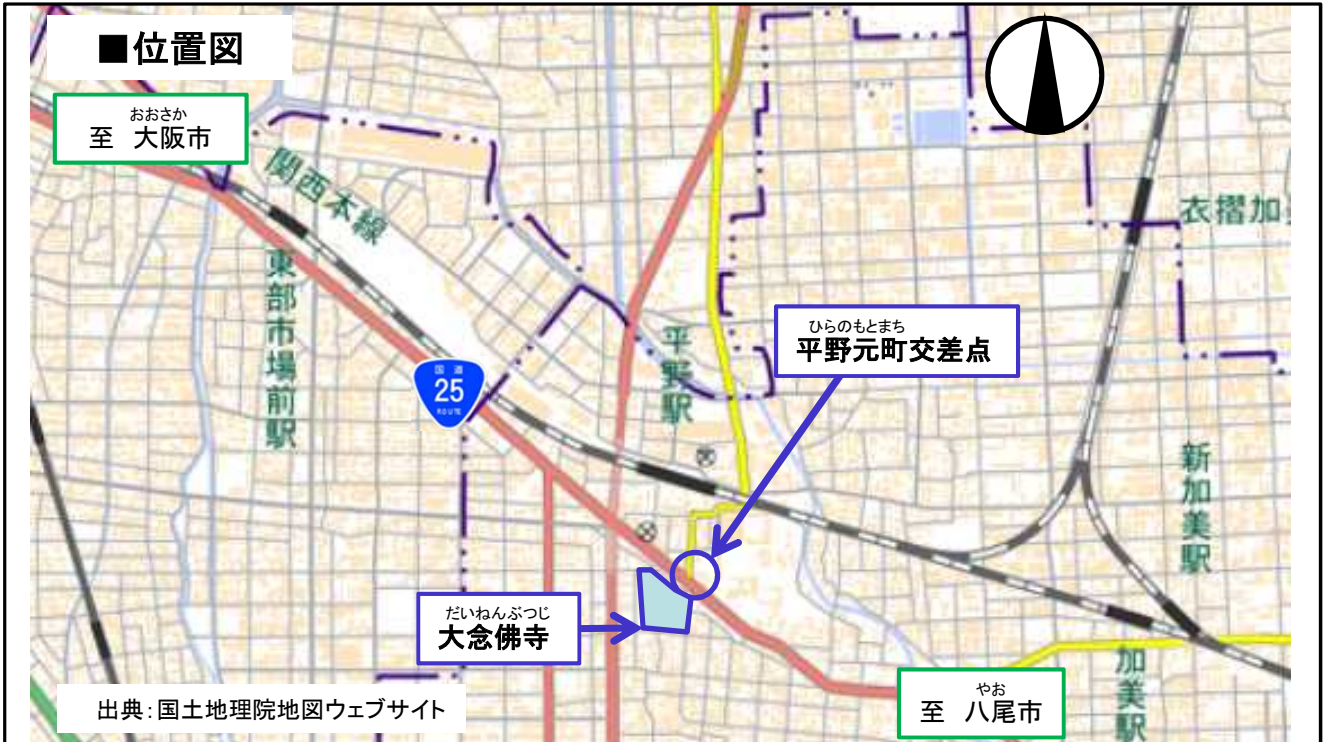 ■位置図
おおさか
至 大阪市
関西本線
東部市場前駅
国道
25
ROUTE
平野駅
ひらのもとまち
平野元町交差点
衣摺加
新加美駅
だいねんぶつじ
大念佛寺
加美駅
やお
至 八尾市
出典：国土地理院地図ウェブサイト